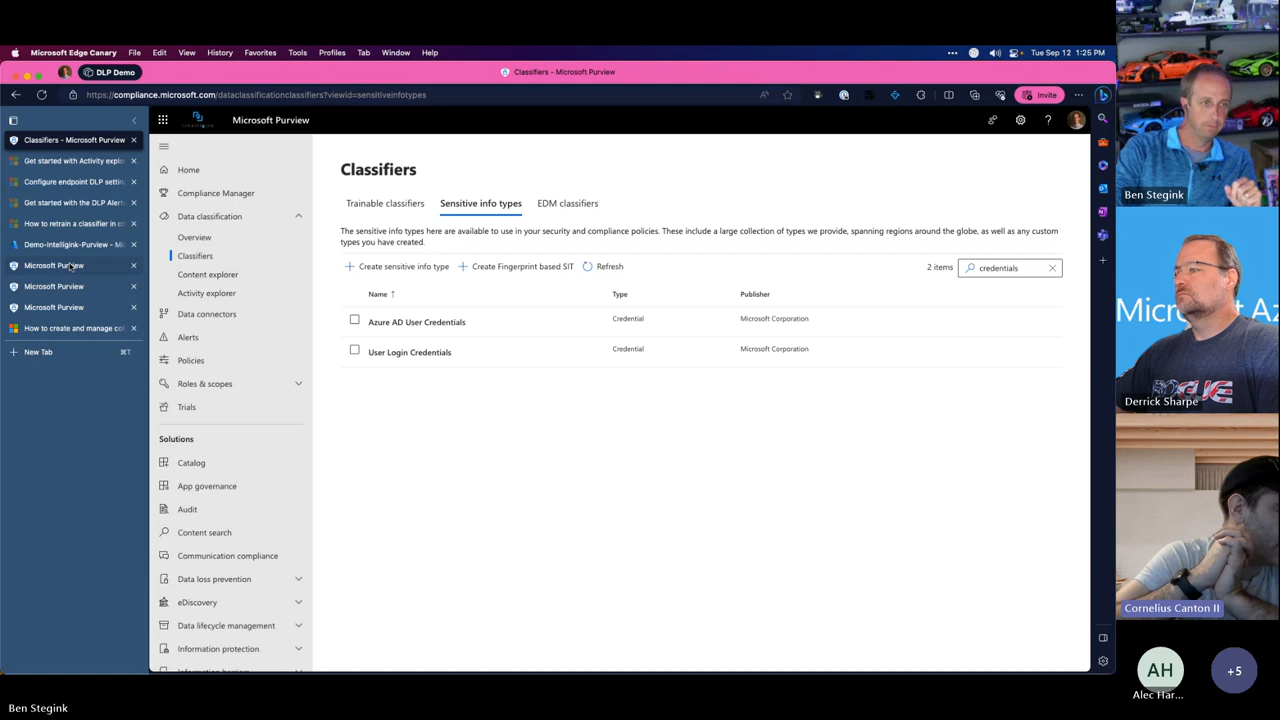 Microsoft Edge Canary File Edit View History Favorites Tools Profiles Tab Window Help
Tue Sep 12 1:25 PM
DLP Demo
Classifiers - Microsoft Purview
https://compliance.microsoft.com/dataclassificationclassifiers?viewid=sensitiveinfotypes
Invite
Classifiers - Microsoft Purview
Get started with Activity explo
Configure endpoint DLP settin
Get started with the DLP Alert
How to retrain a classifier in co
Demo-Intelligink-Purview - Mi
Microsoft Purview
Microsoft Purview
Microsoft Purview
How to create and manage col
New Tab ⌘T
Microsoft Purview
Home
Compliance Manager
Data classification
Overview
Classifiers
Content explorer
Activity explorer
Data connectors
Alerts
Policies
Roles & scopes
Trials
Solutions
Catalog
App governance
Audit
Content search
Communication compliance
Data loss prevention
eDiscovery
Data lifecycle management
Information protection
Classifiers
Trainable classifiers Sensitive info types EDM classifiers
The sensitive info types here are available to use in your security and compliance policies. These include a large collection of types we provide, spanning regions around the globe, as well as any custom
types you have created.
Create sensitive info type Create Fingerprint based SIT Refresh 2 items credentials
Name ↑ Type Publisher
Azure AD User Credentials Credential Microsoft Corporation
User Login Credentials Credential Microsoft Corporation
Ben Stegink
Microsoft Az
Derrick Sharpe
Cornelius Canton II
AH
Alec Har...
+5
Ben Stegink